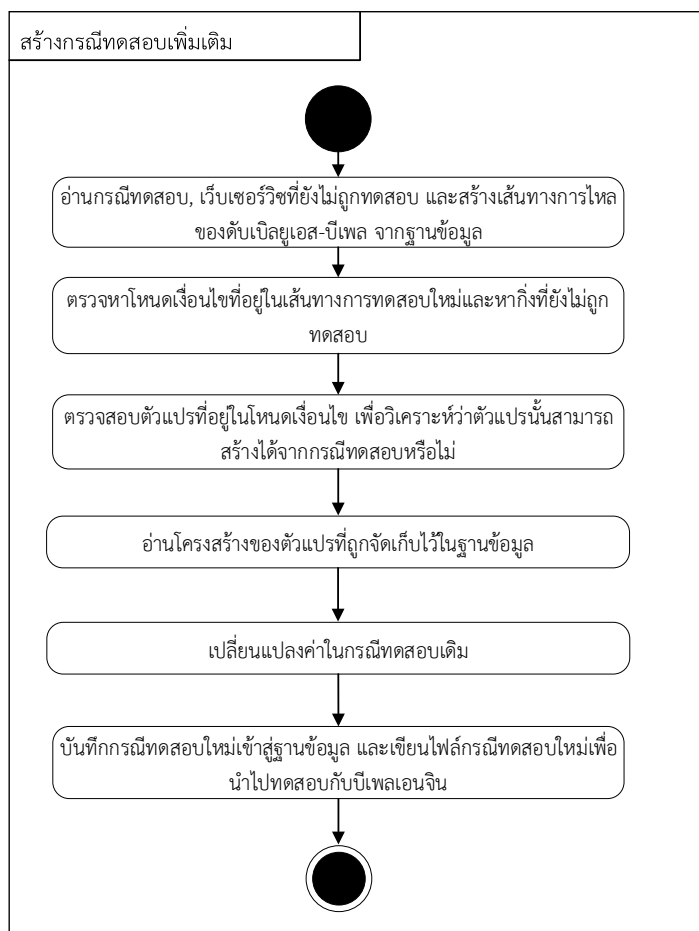 สร้างกรณีทดสอบเพิ่มเติม
อ่านกรณีทดสอบ, เว็บเซอร์วิซที่ยังไม่ถูกทดสอบ และสร้างเส้นทางการไหล
ของดับเบิลยูเอส-บีเพล จากฐานข้อมูล
ตรวจหาโหนดเงื่อนไขที่อยู่ในเส้นทางการทดสอบใหม่และหากิ่งที่ยังไม่ถูก
ทดสอบ
ตรวจสอบตัวแปรที่อยู่ในโหนดเงื่อนไข เพื่อวิเคราะห์ว่าตัวแปรนั้นสามารถ
สร้างได้จากกรณีทดสอบหรือไม่
อ่านโครงสร้างของตัวแปรที่ถูกจัดเก็บไว้ในฐานข้อมูล
เปลี่ยนแปลงค่าในกรณีทดสอบเดิม
บันทึกกรณีทดสอบใหม่เข้าสู่ฐานข้อมูล และเขียนไฟล์กรณีทดสอบใหม่เพื่อ
นำไปทดสอบกับบีเพลเอนจิน